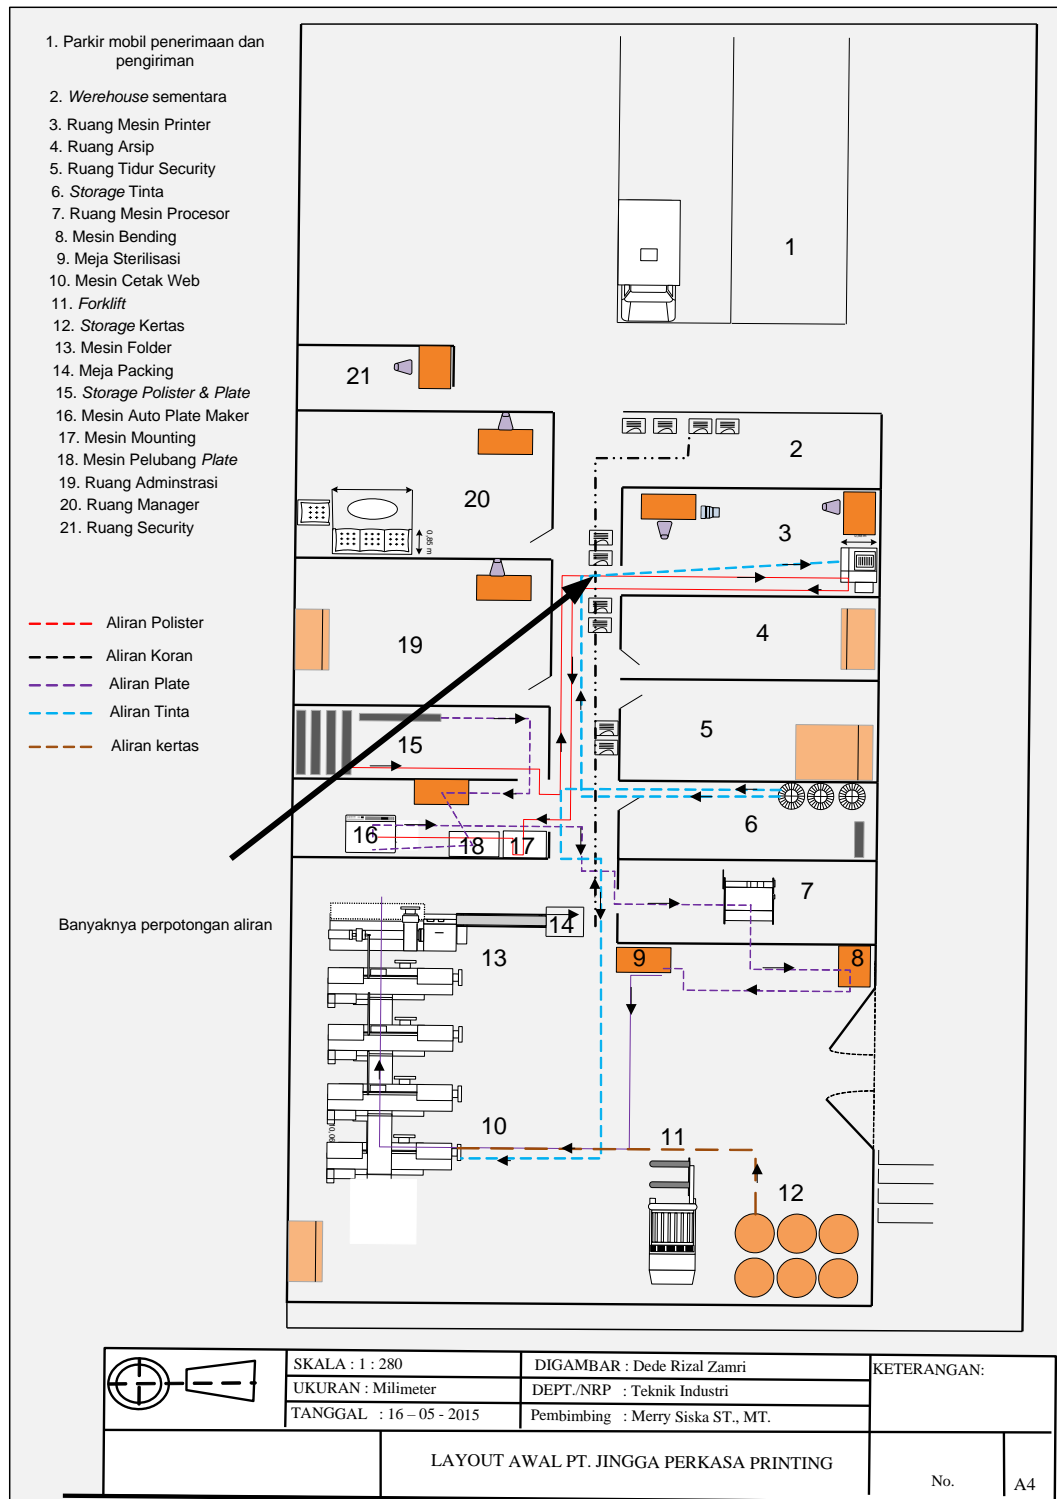 1. Parkir mobil penerimaan dan
pengiriman
2. Werehouse sementara
3. Ruang Mesin Printer
4. Ruang Arsip
5. Ruang Tidur Security
6. Storage Tinta
7. Ruang Mesin Procesor
8. Mesin Bending
9. Meja Sterilisasi
10. Mesin Cetak Web
11. Forklift
12. Storage Kertas
13. Mesin Folder
14. Meja Packing
15. Storage Polister & Plate
16. Mesin Auto Plate Maker
17. Mesin Mounting
18. Mesin Pelubang Plate
19. Ruang Adminstrasi
20. Ruang Manager
21. Ruang Security
Aliran Polister
Aliran Koran
Aliran Plate
Aliran Tinta
Aliran kertas
Banyaknya perpotongan aliran
1
21
2
20
0,85 m
3
4
19
5
15
6
16
18
17
7
14
13
9
8
10
11
12
SKALA : 1 : 280
UKURAN : Milimeter
TANGGAL : 16 – 05 - 2015
DIGAMBAR : Dede Rizal Zamri
DEPT./NRP : Teknik Industri
Pembimbing : Merry Siska ST., MT.
KETERANGAN:
LAYOUT AWAL PT. JINGGA PERKASA PRINTING
No.
A4